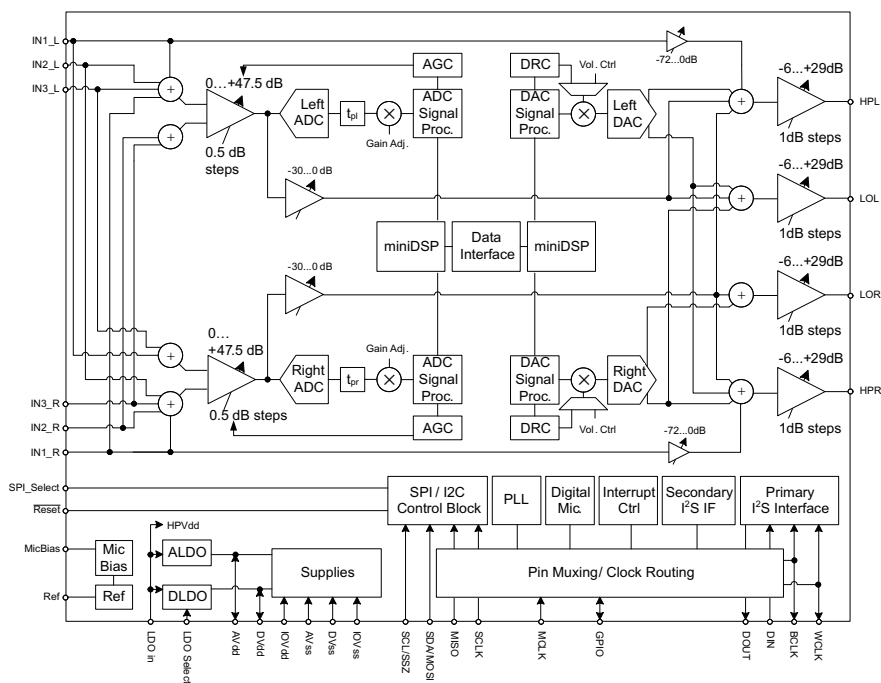 IN1_L
IN2_L
IN3_L
0…
+47.5 dB
0.5 dB
steps
Left
ADC
tpl
Gain Adj.
AGC
ADC
Signal
Proc.
DRC
Vol. Ctrl
DAC
Signal
Proc.
Left
DAC
-72...0dB
-6...+29dB
1dB steps
HPL
-30...0 dB
-6...+29dB
1dB steps
LOL
miniDSP
Data
Interface
miniDSP
-30...0 dB
-6...+29dB
1dB steps
LOR
0…
+47.5 dB
0.5 dB steps
Right
ADC
tpr
Gain Adj.
ADC
Signal
Proc.
AGC
DAC
Signal
Proc.
DRC
Vol. Ctrl
Right
DAC
-72...0dB
-6...+29dB
1dB steps
HPR
IN3_R
IN2_R
IN1_R
SPI_Select
Reset
SPI / I2C
Control Block
PLL
Digital
Mic.
Interrupt
Ctrl
Secondary
I2S IF
Primary
I2S Interface
HPVdd
MicBias
Mic
Bias
Ref
Ref
ALDO
DLDO
Supplies
Pin Muxing/ Clock Routing
LDO in
LDO Select
AVdd
DVdd
IOVdd
AVss
DVss
IOVss
SCL/SSZ
SDA/MOSI
MISO
SCLK
MCLK
GPIO
DOUT
DIN
BCLK
WCLK